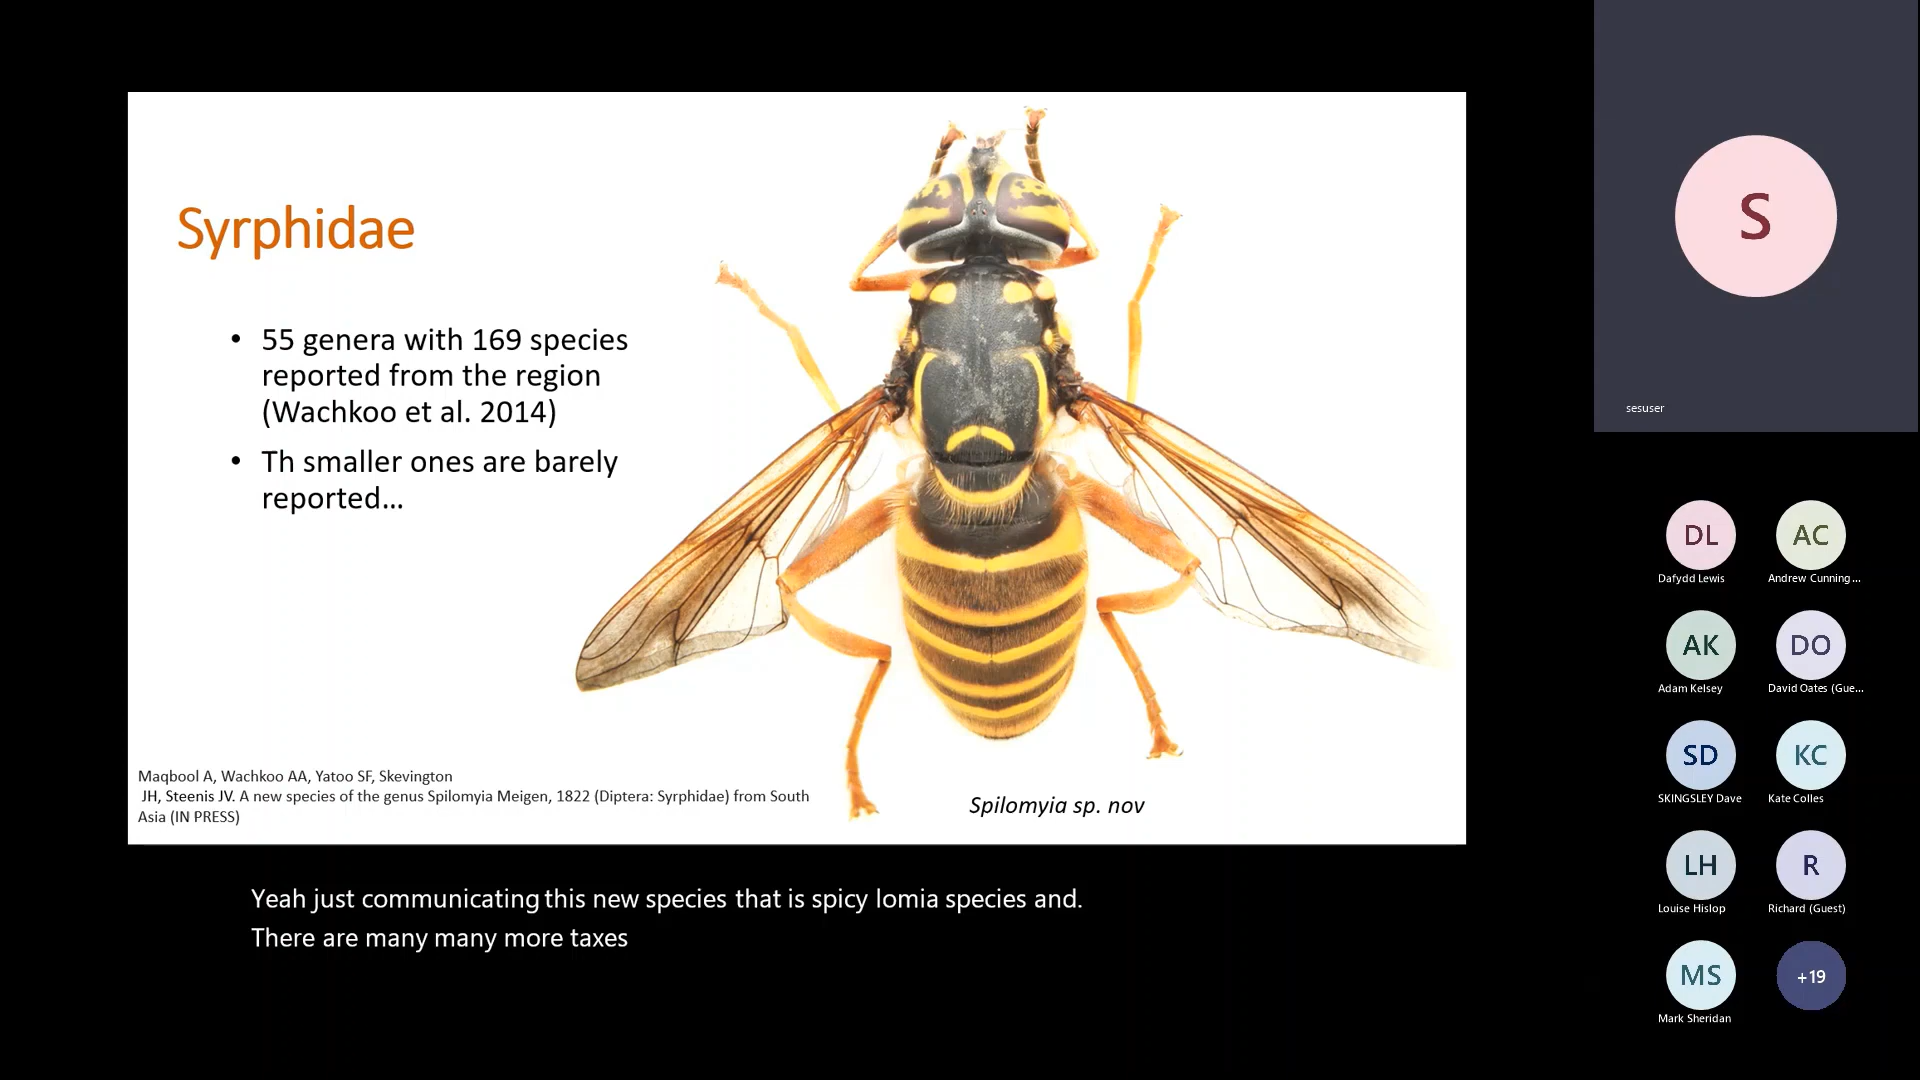 Syrphidae
• 55 genera with 169 species
reported from the region
(Wachkoo et al. 2014)
• Th smaller ones are barely
reported...
Maqbool A, Wachkoo AA, Yatoo SF, Skevington
JH, Steenis JV. A new species of the genus Spilomyia Meigen, 1822 (Diptera: Syrphidae) from South
Asia (IN PRESS)
Spilomyia sp. nov
Yeah just communicating this new species that is spicy lomia species and.
There are many many more taxes
S
sesuser
DL
Dafydd Lewis
AC
Andrew Cunning...
AK
Adam Kelsey
DO
David Oates (Gue...
SD
SKINGSLEY Dave
KC
Kate Colles
LH
Louise Hislop
R
Richard (Guest)
MS
Mark Sheridan
+19